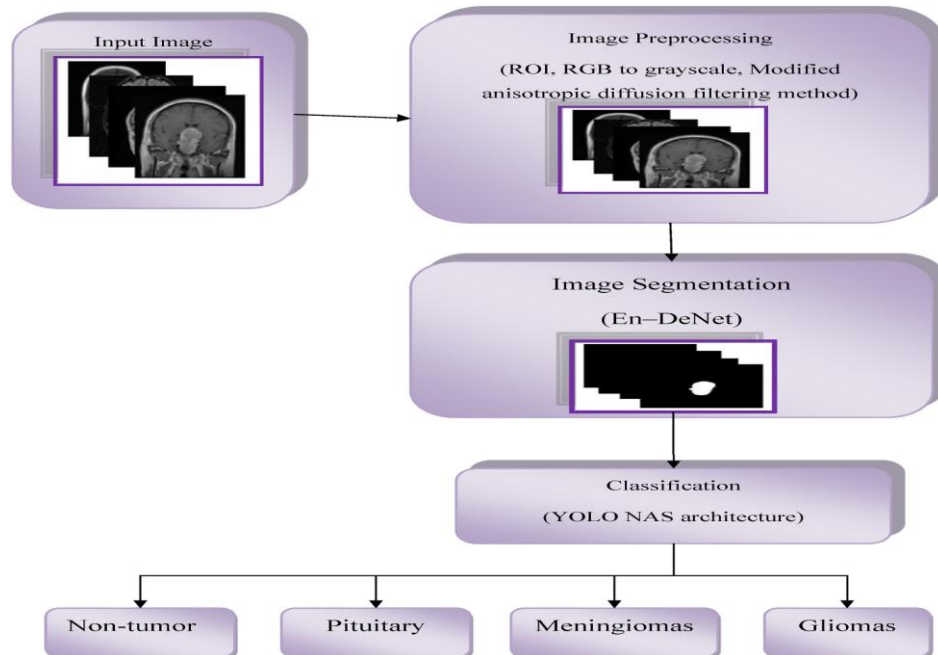 Input Image
Image Preprocessing
(ROI, RGB to grayscale, Modified
anisotropic diffusion filtering method)
Image Segmentation
(En–DeNet)
Classification
(YOLO NAS architecture)
Non-tumor
Pituitary
Meningiomas
Gliomas